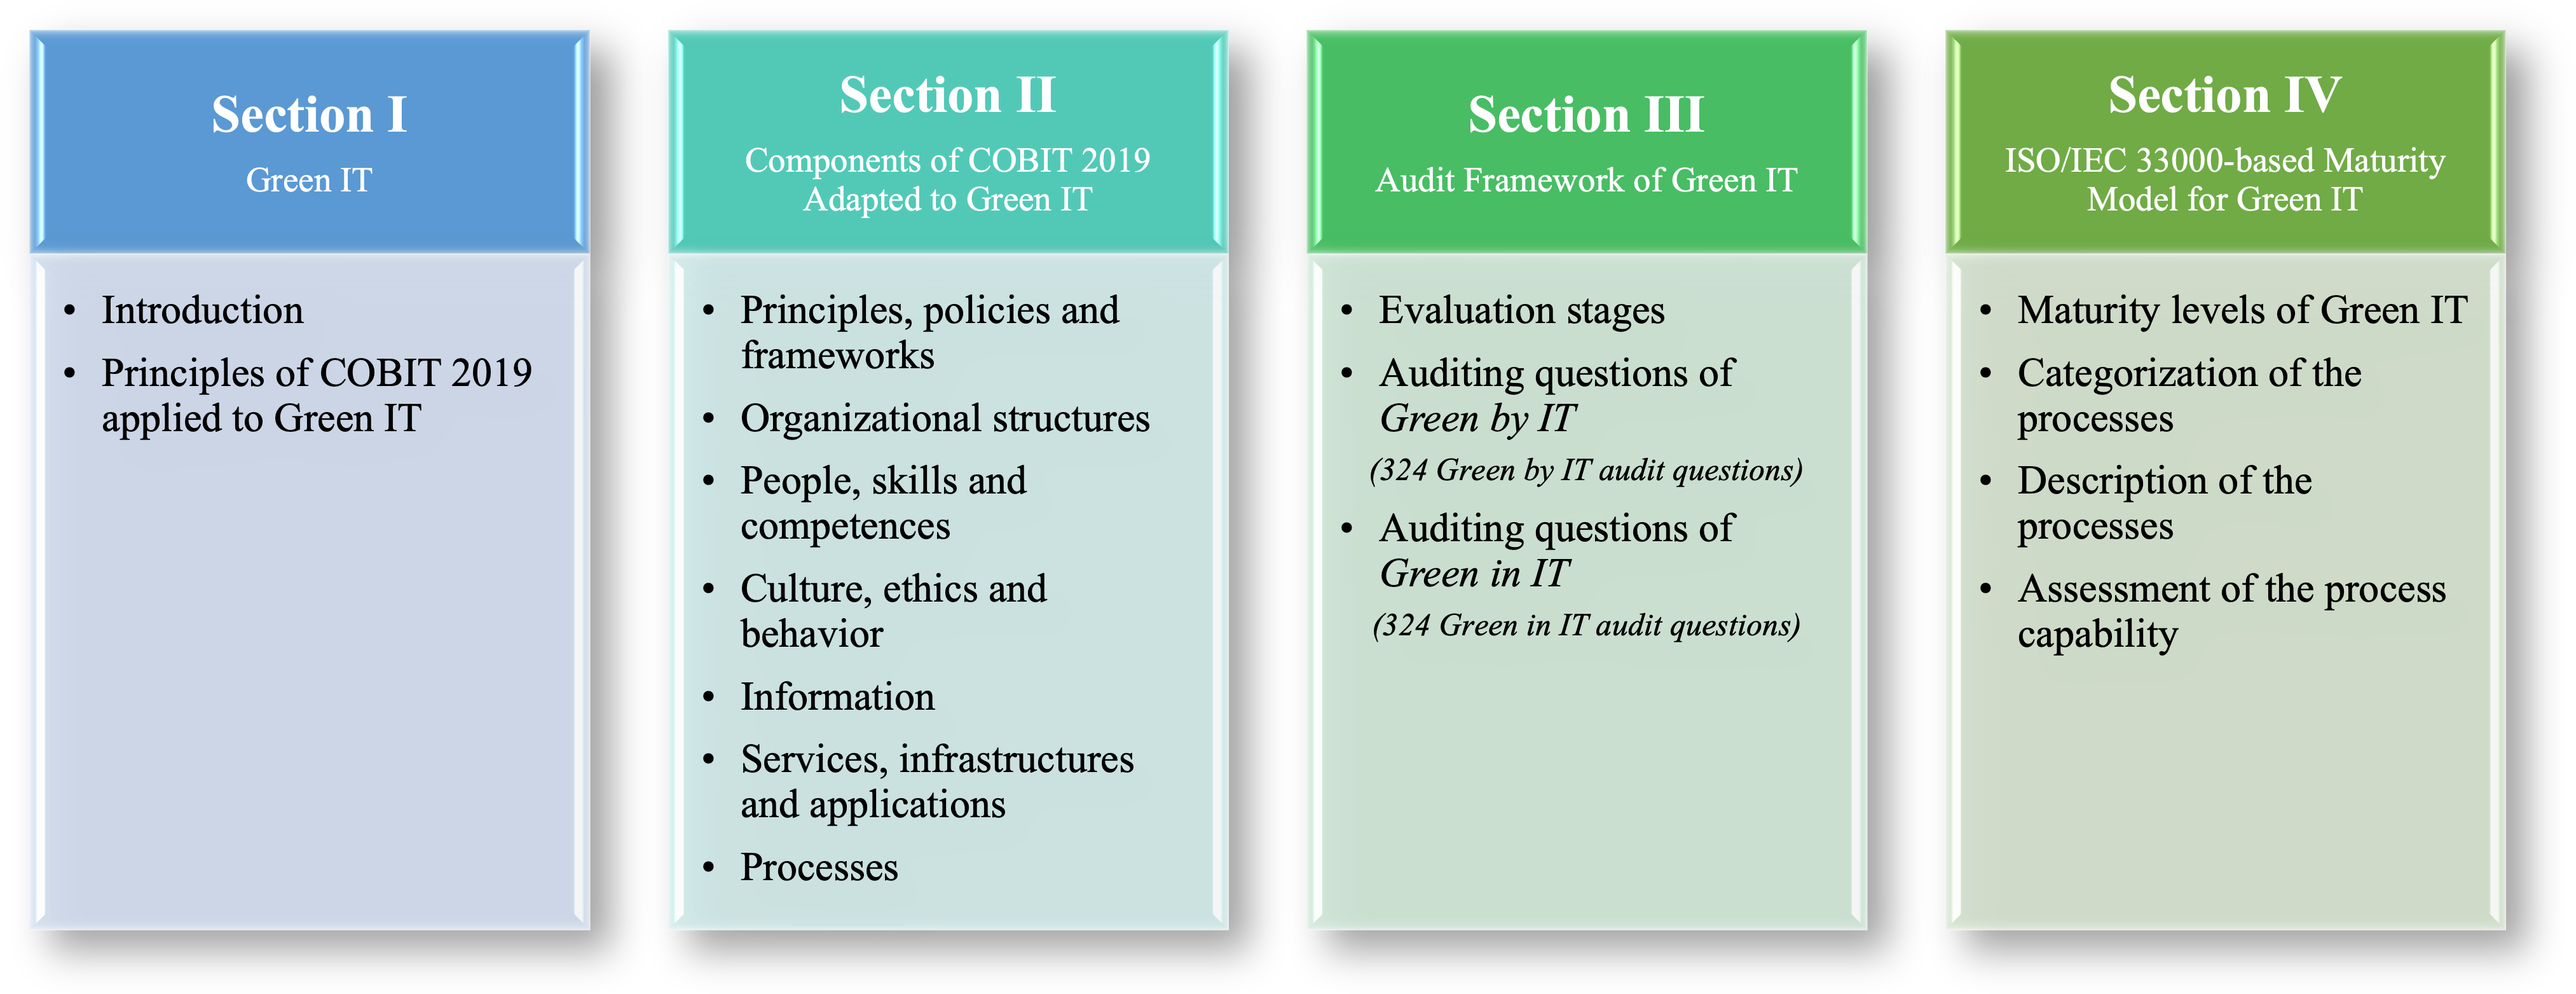 Section I
Green IT
• Introduction
• Principles of COBIT 2019
applied to Green IT
Section II
Components of COBIT 2019
Adapted to Green IT
• Principles, policies and
frameworks
• Organizational structures
• People, skills and
competences
• Culture, ethics and
behavior
• Information
• Services, infrastructures
and applications
• Processes
Section III
Audit Framework of Green IT
• Evaluation stages
• Auditing questions of
Green by IT
(324 Green by IT audit questions)
• Auditing questions of
Green in IT
(324 Green in IT audit questions)
Section IV
ISO/IEC 33000-based Maturity
Model for Green IT
• Maturity levels of Green IT
• Categorization of the
processes
• Description of the
processes
• Assessment of the process
capability